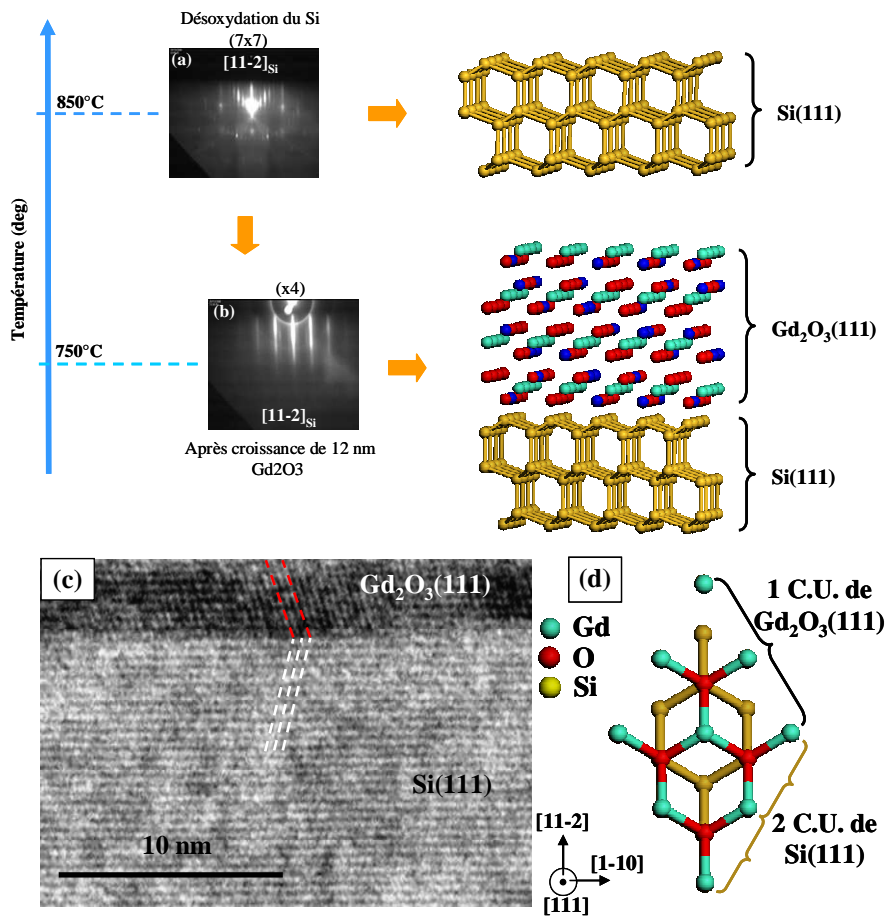 Désoxydation du Si
(7x7)
(a)
[11-2]Si
850°C
Si(111)
Température (deg)
(x4)
(b)
750°C
[11-2]Si
Après croissance de 12 nm
Gd2O3
Gd2O3(111)
Si(111)
(c)
Gd2O3(111)
Si(111)
10 nm
(d)
Gd
O
Si
1 C.U. de
Gd2O3(111)
2 C.U. de
Si(111)
[11-2]
[1-10]
[111]